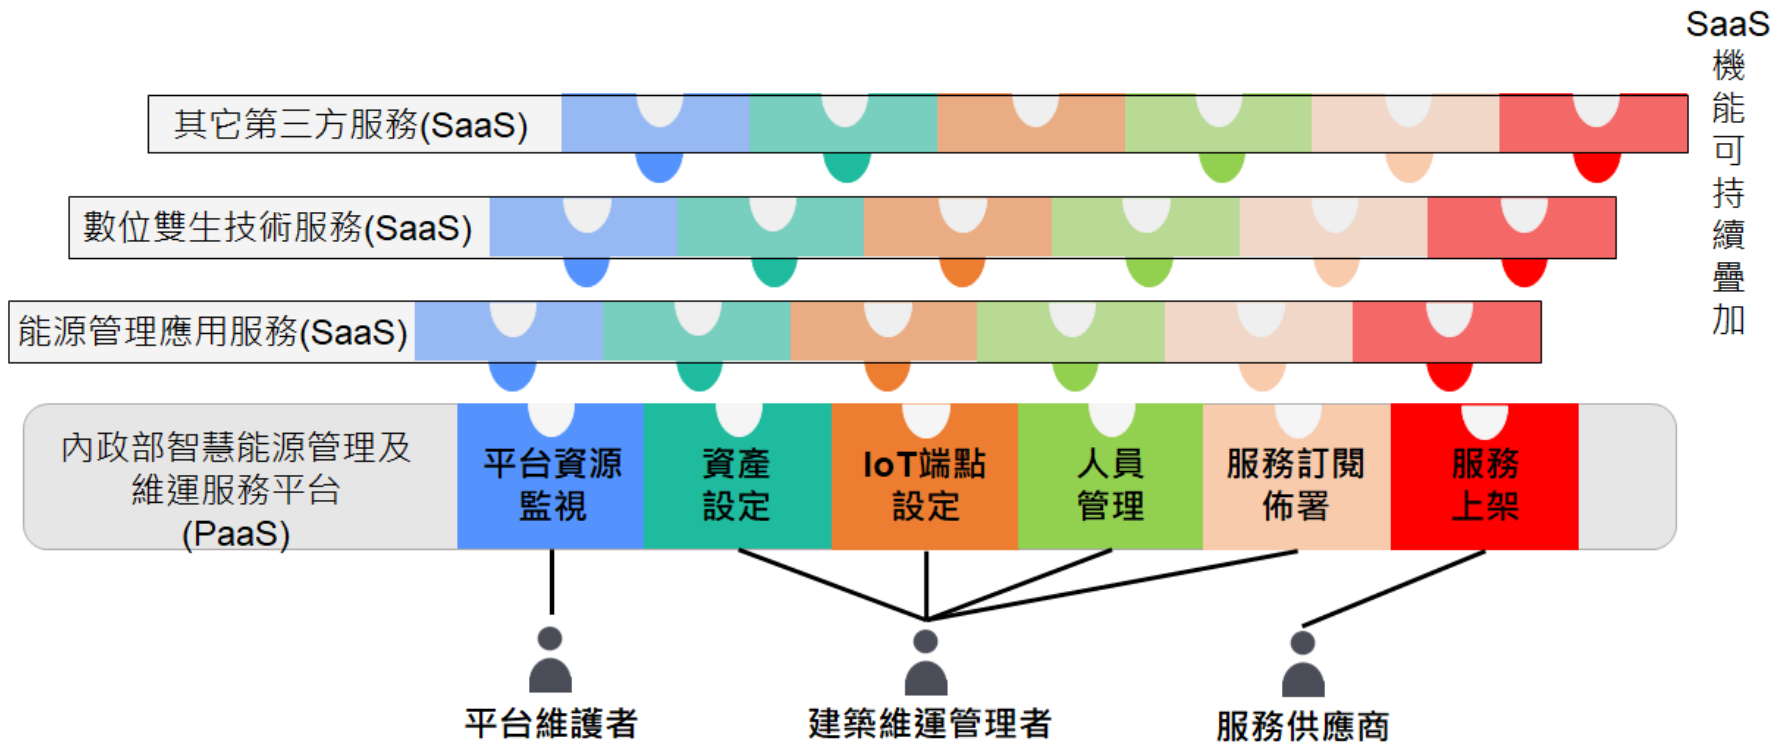 SaaS
機
能
可
持
續
疊
加
其它第三方服務(SaaS)
數位雙生技術服務(SaaS)
能源管理應用服務(SaaS)
內政部智慧能源管理及
維運服務平台
(PaaS)
平台資源
監視
資產
設定
IoT端點
設定
人員
管理
服務訂閱
佈署
服務
上架
平台維護者
建築維運管理者
服務供應商